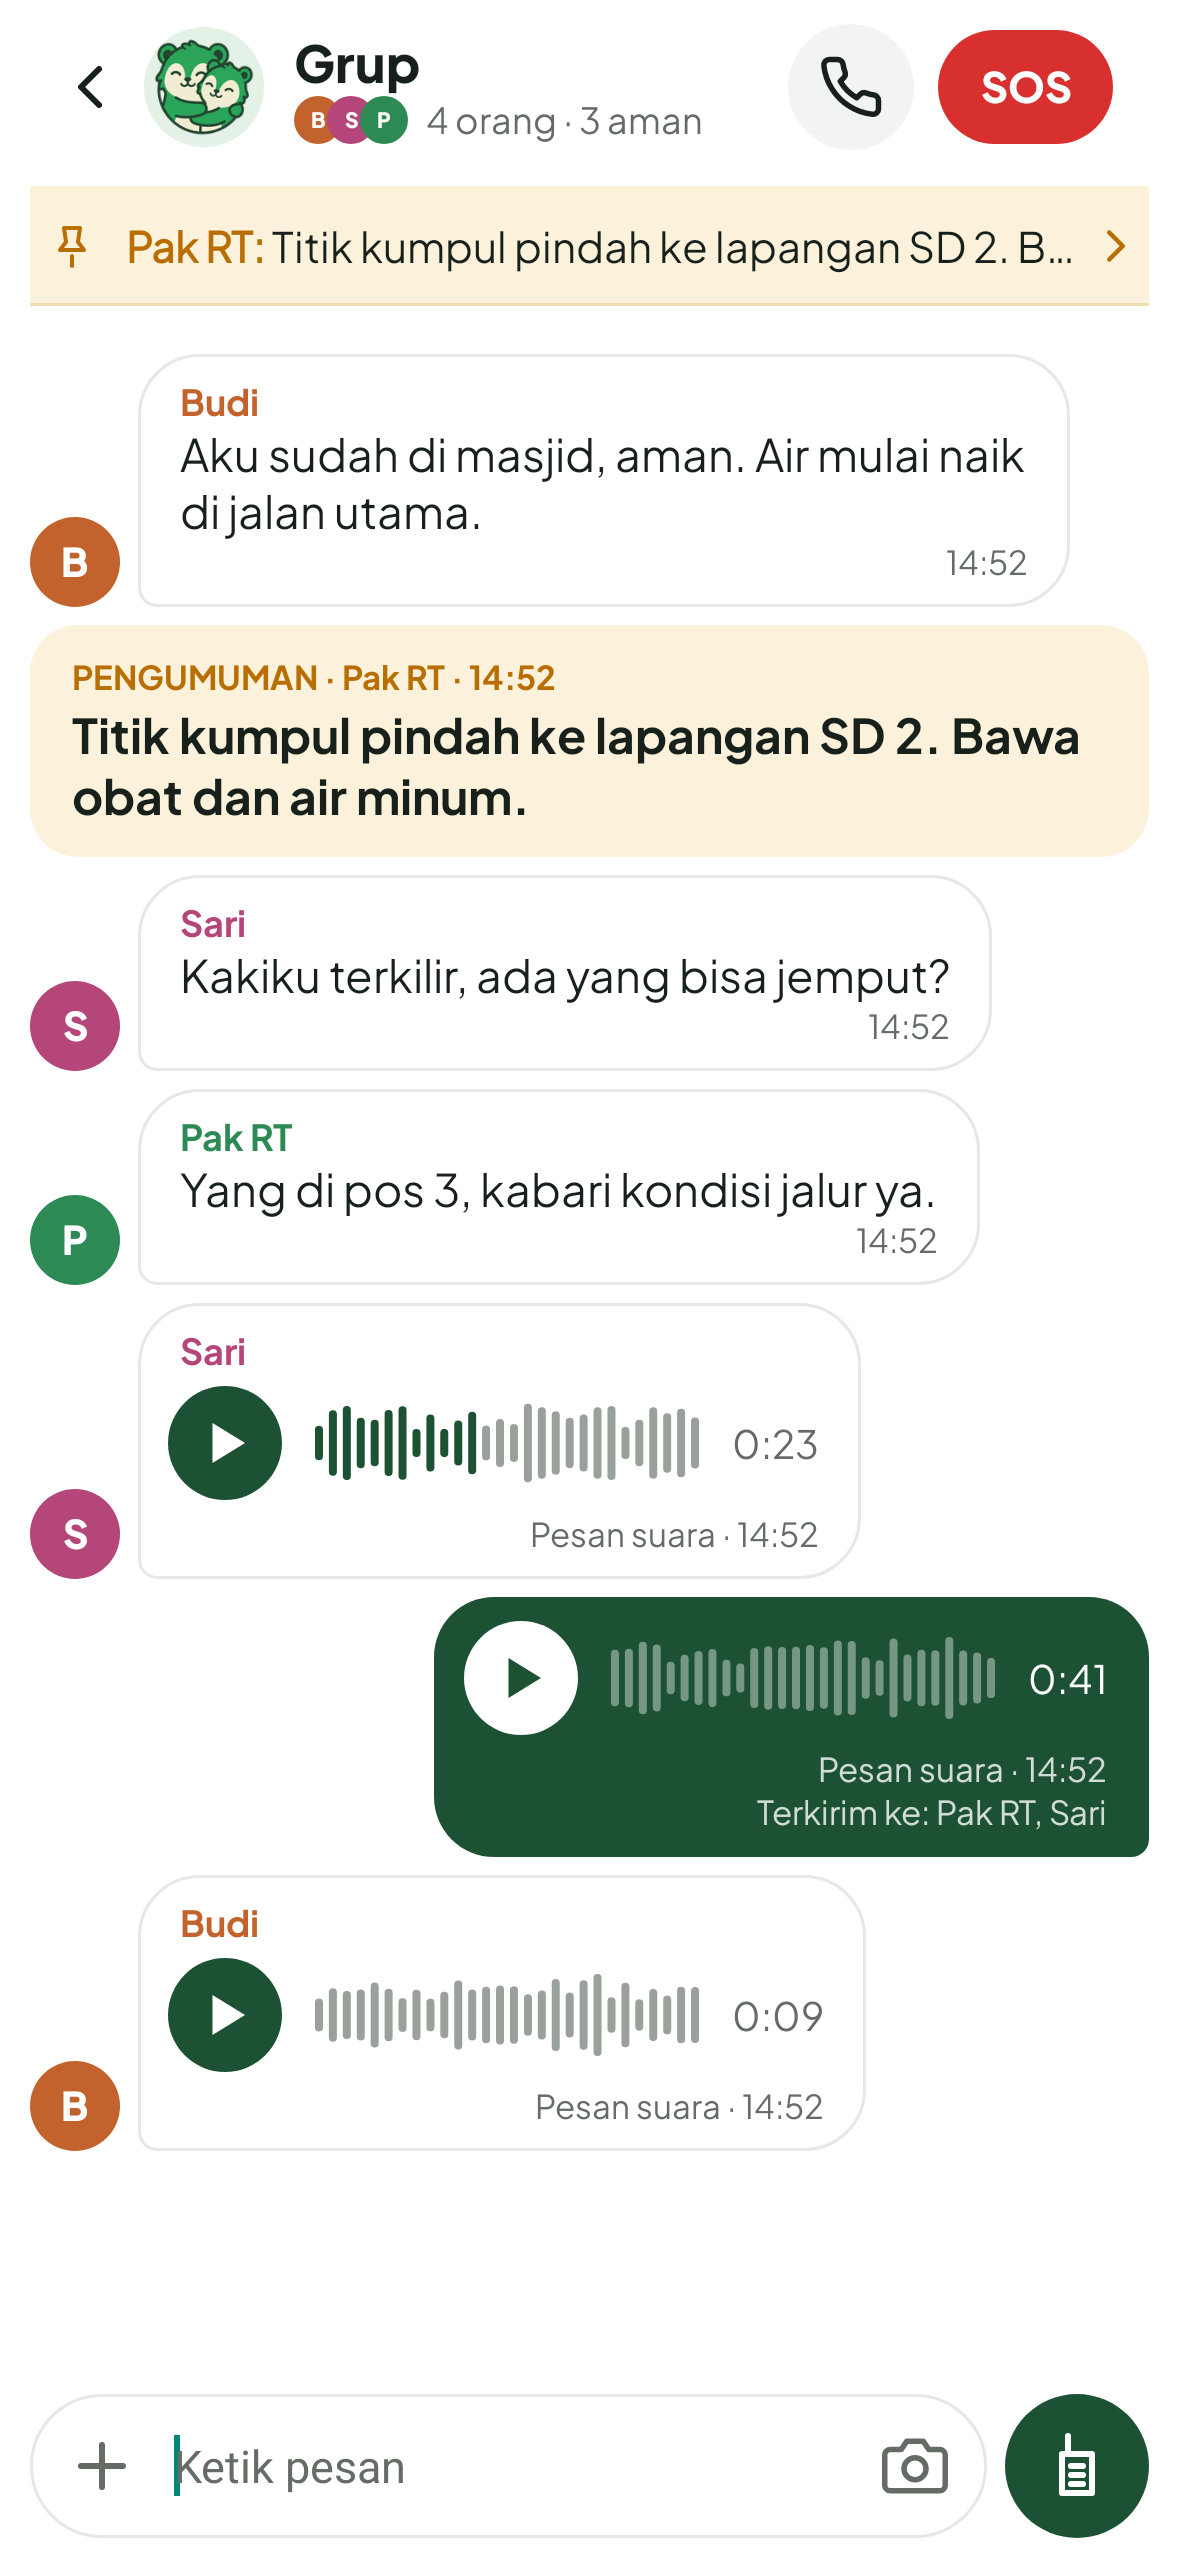 Grup
SOS
B S P 4 orang · 3 aman
Pak RT: Titik kumpul pindah ke lapangan SD 2. B...
Budi
Aku sudah di masjid, aman. Air mulai naik
di jalan utama.
14:52
B
PENGUMUMAN · Pak RT · 14:52
Titik kumpul pindah ke lapangan SD 2. Bawa
obat dan air minum.
Sari
Kakiku terkilir, ada yang bisa jemput?
14:52
S
Pak RT
Yang di pos 3, kabari kondisi jalur ya.
14:52
P
Sari
0:23
Pesan suara · 14:52
S
0:41
Pesan suara · 14:52
Terkirim ke: Pak RT, Sari
Budi
0:09
Pesan suara · 14:52
B
Ketik pesan